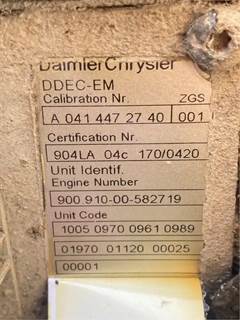 DaimlerChrysler
DDEC-EM
Calibration Nr. ZGS
A 041 447 27 40 001
Certification Nr.
904LA 04c 170/0420
Unit Identif.
Engine Number
900 910-00-582719
Unit Code
1005 0970 0961 0989
01970 01120 00025
00001